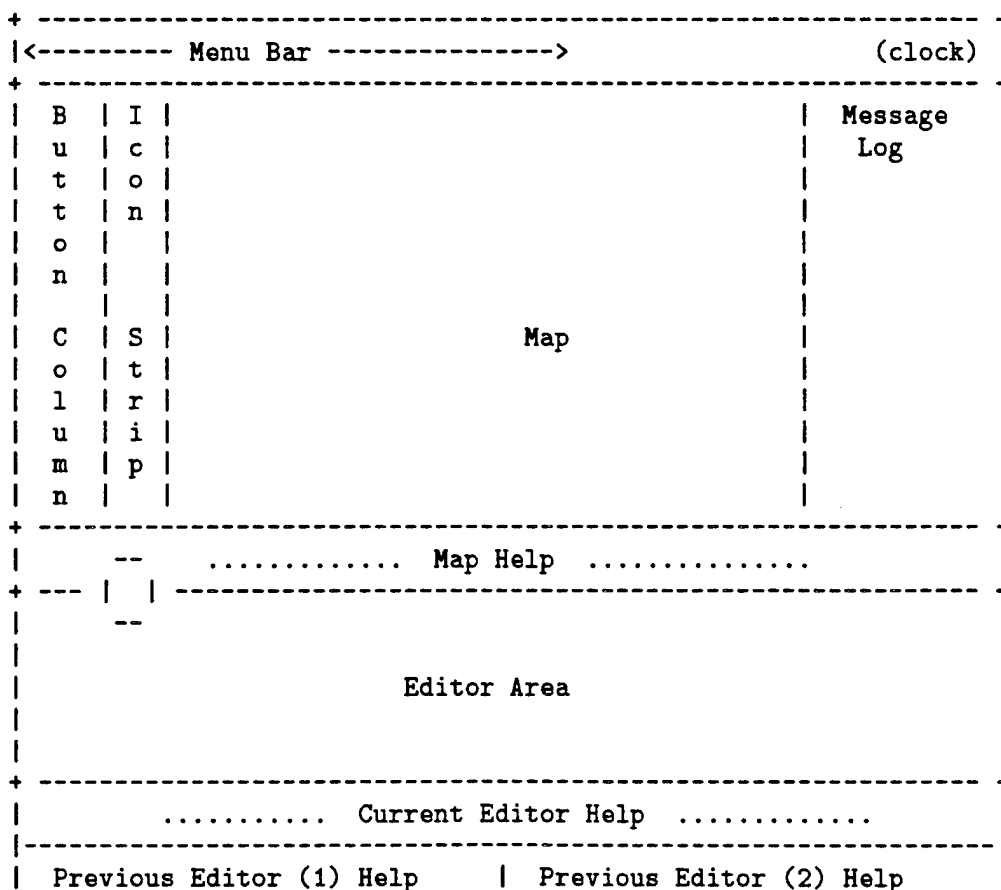 + -------------------------------------------------- -
|<--------- Menu Bar --------------> (clock)
+ -------------------------------------------------- -
| B | I | | Message
| u | c | | Log
| t | o | |
| t | n | |
| o | | |
| n | | |
| | | |
| C | S | Map |
| o | t | |
| l | r | |
| u | i | |
| m | p | |
| n | | |
+ -------------------------------------------------- -
| -- ............. Map Help ...............
+ --- | | ------------------------------------------- -
| --
|
| Editor Area
|
|
+ -------------------------------------------------- -
| ........... Current Editor Help .............
|----------------------------------------------------
| Previous Editor (1) Help | Previous Editor (2) Help